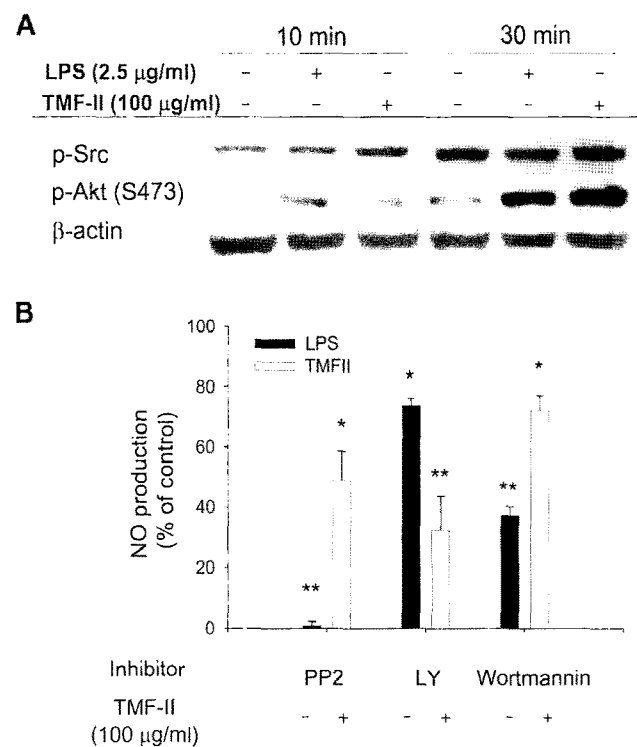 A
10 min 30 min
LPS (2.5 μg/ml) - + - - + -
TMF-II (100 μg/ml) - - + - - +
p-Src
p-Akt (S473)
β-actin
B
100
80
60
40
20
0
NO production
(% of control)
LPS
TMFII
** * * ** ** *
Inhibitor PP2 LY Wortmannin
TMF-II
(100 μg/ml) - + - + - +